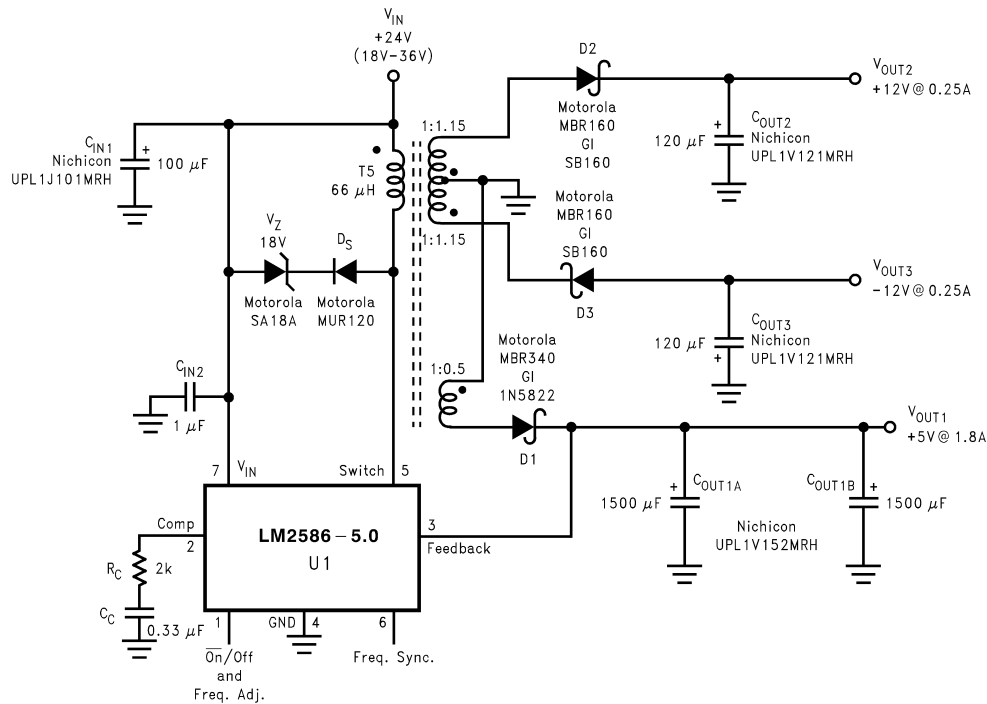 V_IN
+24V
(18V-36V)
C_IN1
Nichicon
UPL1J101MRH
+
100 μF
T5
66 μH
1:1.15
1:1.15
D2
Motorola
MBR160
GI
SB160
V_OUT2
+12V@0.25A
+
120 μF
C_OUT2
Nichicon
UPL1V121MRH
Motorola
MBR160
GI
SB160
D3
V_OUT3
-12V@0.25A
120 μF
+
C_OUT3
Nichicon
UPL1V121MRH
V_Z
18V
Motorola
SA18A
D_S
Motorola
MUR120
C_IN2
1 μF
1:0.5
Motorola
MBR340
GI
1N5822
D1
V_OUT1
+5V@1.8A
+
1500 μF
C_OUT1A
C_OUT1B
+
1500 μF
Nichicon
UPL1V152MRH
7
V_IN
Switch
5
LM2586–5.0
U1
Comp
2
3
Feedback
R_C
2k
C_C
0.33 μF
1
GND
4
6
O̅n̅/Off
and
Freq. Adj.
Freq. Sync.